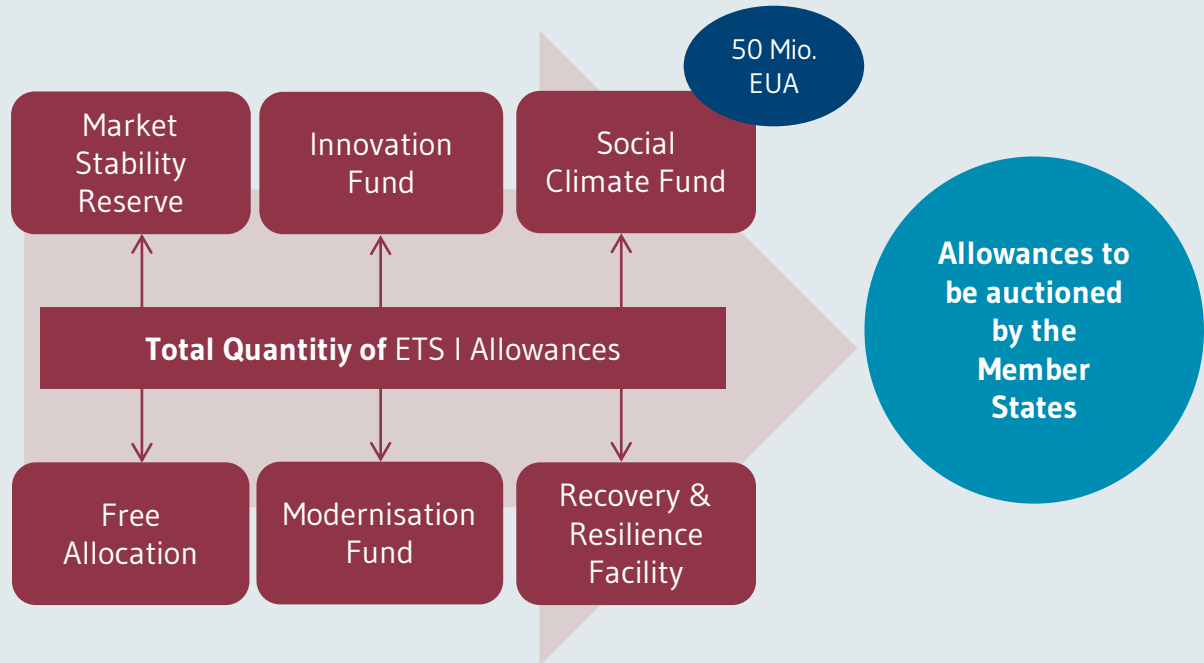 50 Mio.
EUA
Market
Stability
Reserve
Innovation
Fund
Social
Climate Fund
Allowances to
be auctioned
by the
Member
States
Total Quantitiy of ETS I Allowances
Free
Allocation
Modernisation
Fund
Recovery &
Resilience
Facility